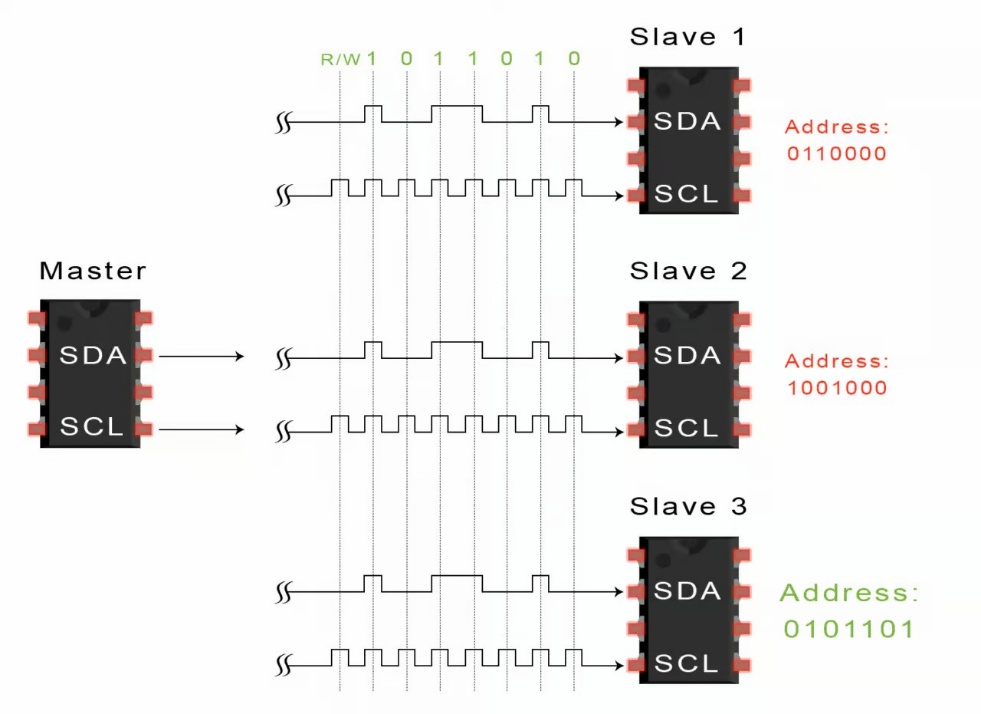 Slave 1
R/W 1 0 1 1 0 1 0
SDA
Address:
0110000
SCL
Master
Slave 2
SDA
SDA
Address:
1001000
SCL
SCL
Slave 3
SDA
Address:
0101101
SCL